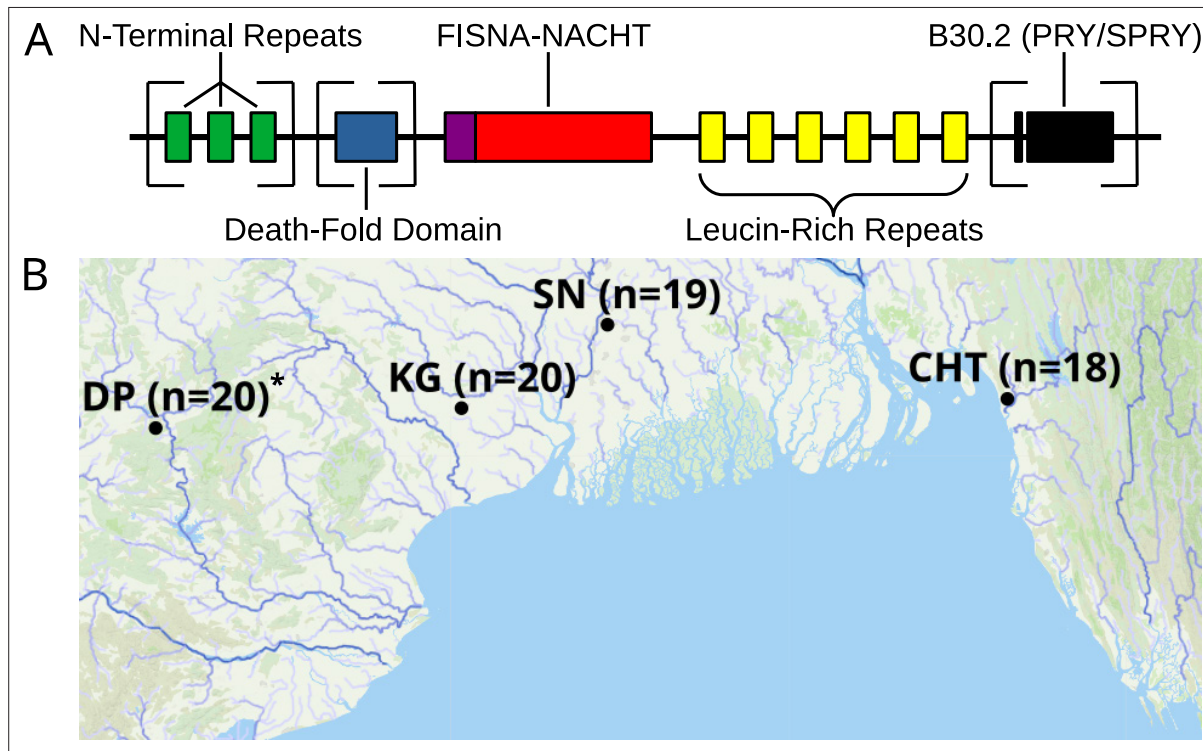 A
N-Terminal Repeats
FISNA-NACHT
B30.2 (PRY/SPRY)
Death-Fold Domain
Leucin-Rich Repeats
B
SN (n=19)
DP (n=20)*
KG (n=20)
CHT (n=18)